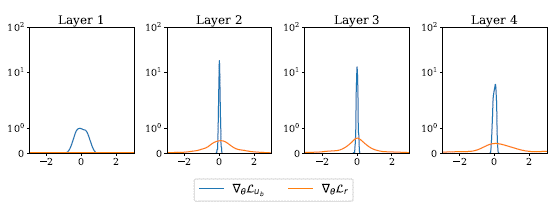 Layer 1 Layer 2 Layer 3 Layer 4
10² 10² 10² 10²
10¹ 10¹ 10¹ 10¹
10⁰ 10⁰ 10⁰ 10⁰
0 0 0 0
−2 0 2 −2 0 2 −2 0 2 −2 0 2
∇θℒu_b ∇θℒr